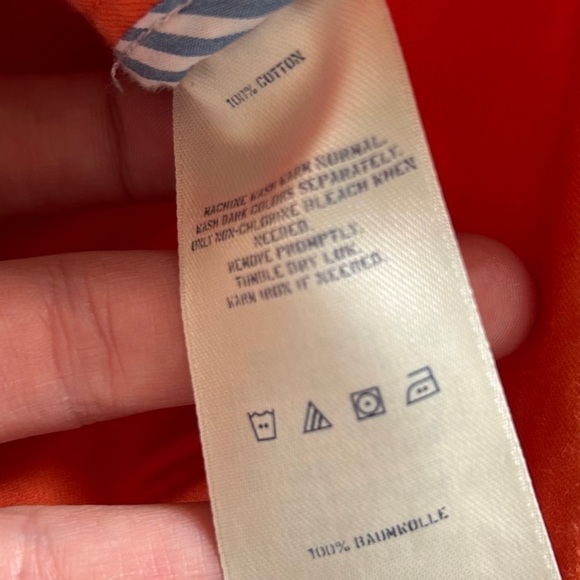 100% COTTON
MACHINE WASH WARM NORMAL.
WASH DARK COLORS SEPARATELY.
ONLY NON-CHLORINE BLEACH WHEN
NEEDED.
REMOVE PROMPTLY.
TUMBLE DRY LOW.
WARM IRON IF NEEDED.
100% BAUMWOLLE